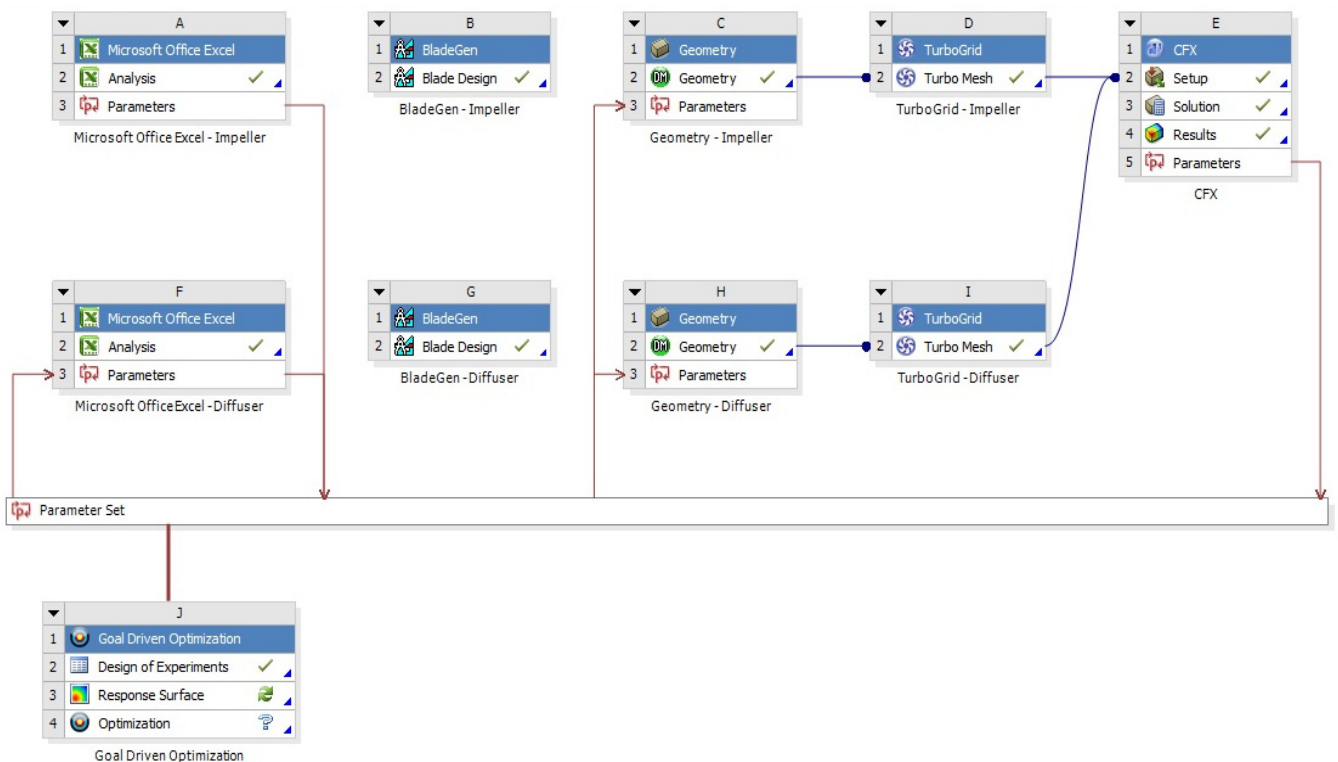 A
1 Microsoft Office Excel
2 Analysis
3 Parameters
Microsoft Office Excel - Impeller
B
1 BladeGen
2 Blade Design
BladeGen - Impeller
C
1 Geometry
2 DM Geometry
3 Parameters
Geometry - Impeller
D
1 TurboGrid
2 Turbo Mesh
TurboGrid - Impeller
E
1 CFX
2 Setup
3 Solution
4 Results
5 Parameters
CFX
F
1 Microsoft Office Excel
2 Analysis
3 Parameters
Microsoft Office Excel - Diffuser
G
1 BladeGen
2 Blade Design
BladeGen - Diffuser
H
1 Geometry
2 DM Geometry
3 Parameters
Geometry - Diffuser
I
1 TurboGrid
2 Turbo Mesh
TurboGrid - Diffuser
Parameter Set
J
1 Goal Driven Optimization
2 Design of Experiments
3 Response Surface
4 Optimization ?
Goal Driven Optimization